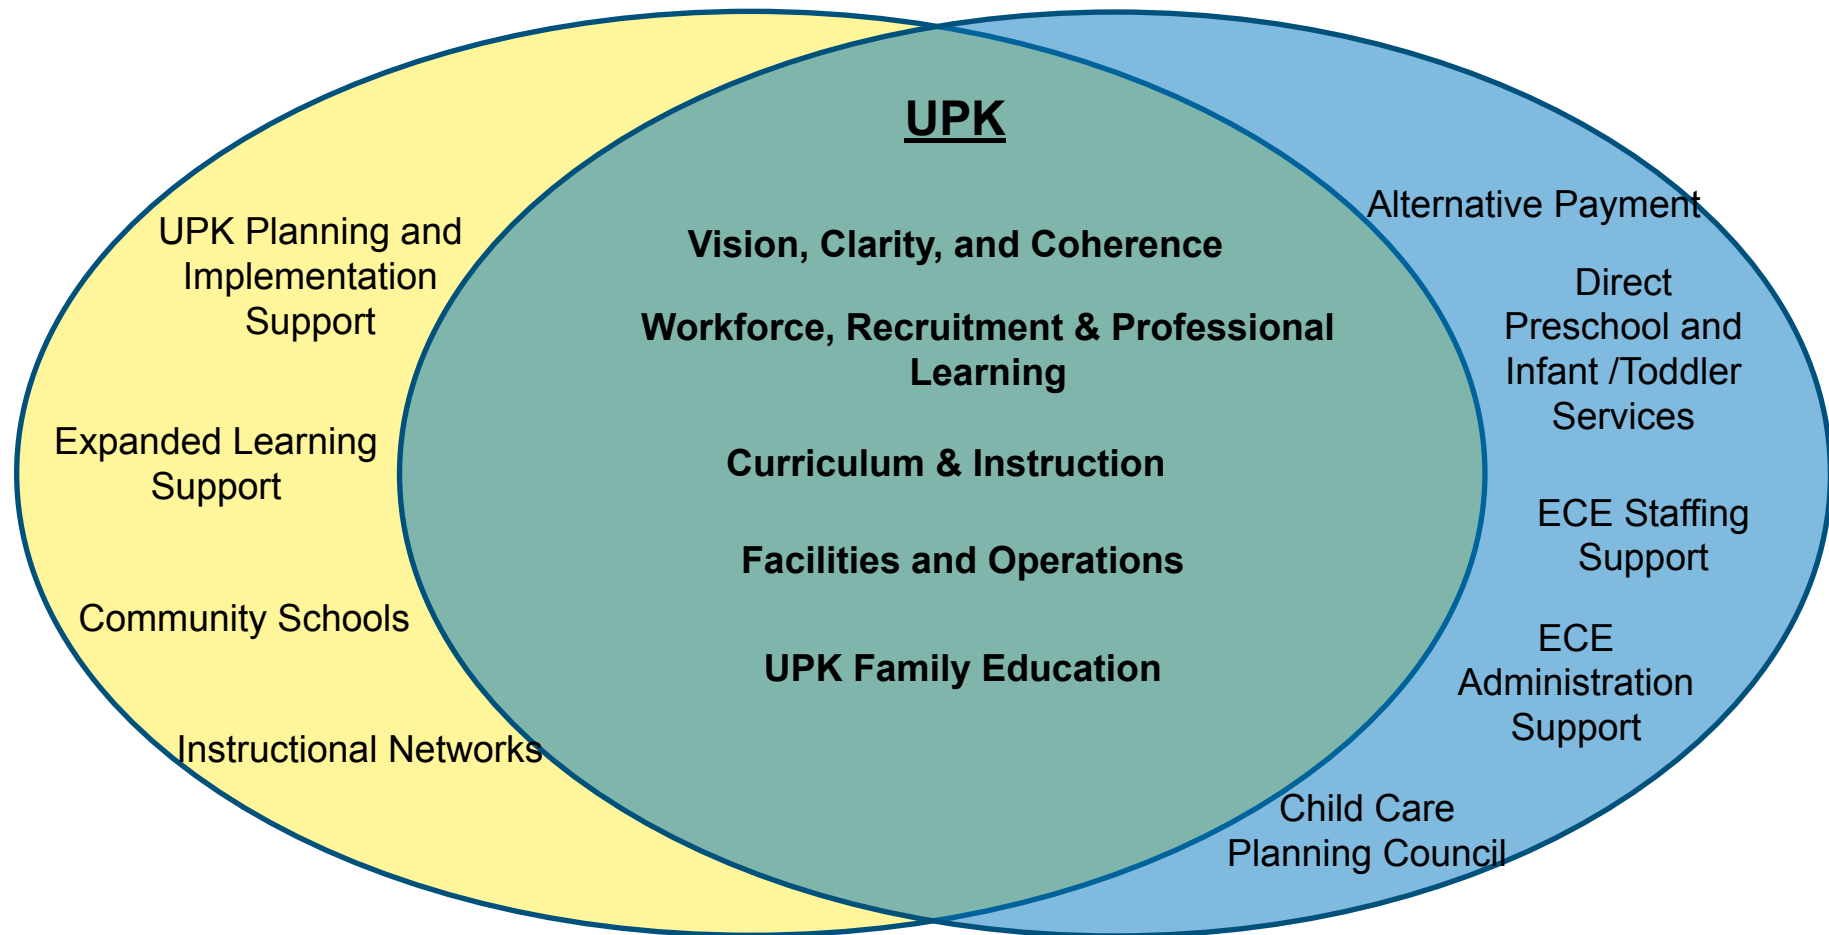 UPK
Vision, Clarity, and Coherence
Workforce, Recruitment & Professional
Learning
Curriculum & Instruction
Facilities and Operations
UPK Family Education
UPK Planning and
Implementation
Support
Expanded Learning
Support
Community Schools
Instructional Networks
Alternative Payment
Direct
Preschool and
Infant /Toddler
Services
ECE Staffing
Support
ECE
Administration
Support
Child Care
Planning Council